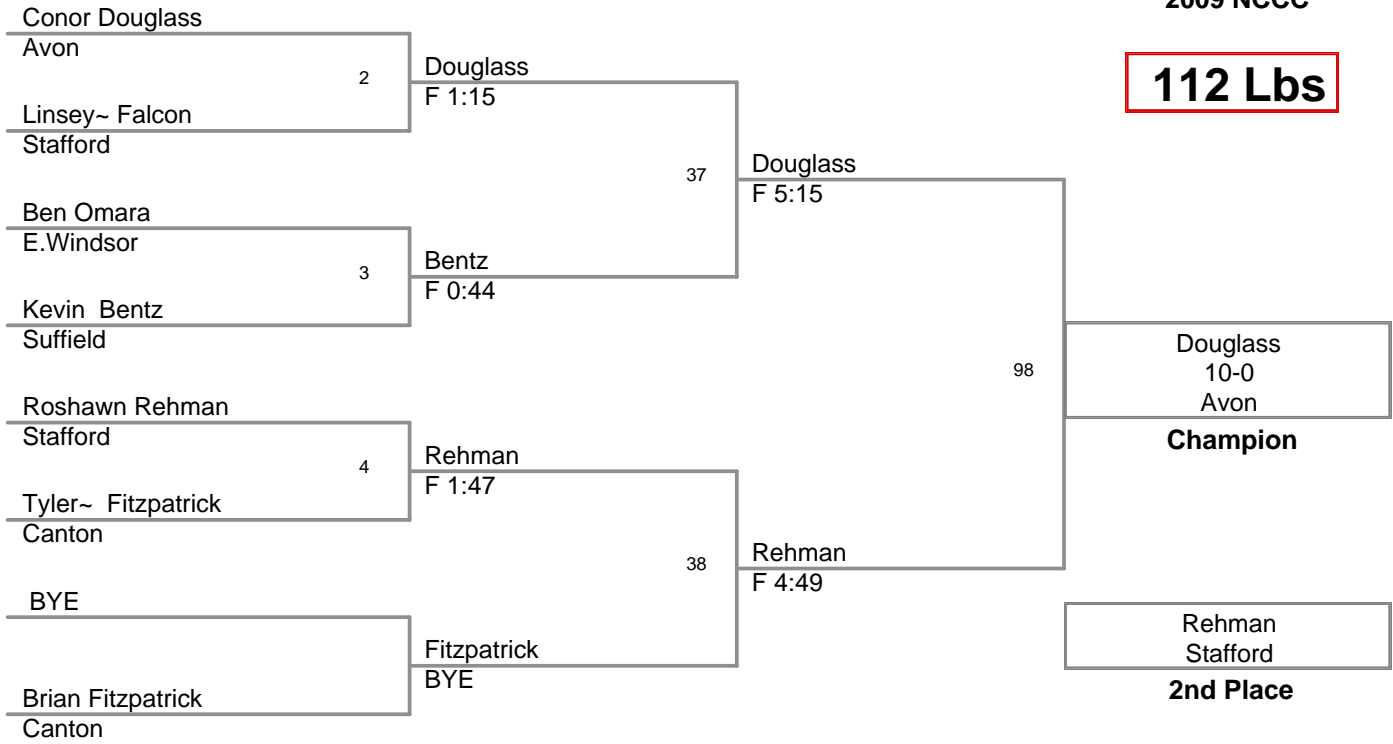 2009 NCCC
112 Lbs
Conor Douglass
Avon
2
Linsey~ Falcon
Stafford
Douglass
F 1:15
Ben Omara
E.Windsor
3
Kevin  Bentz
Suffield
Bentz
F 0:44
37
Douglass
F 5:15
Roshawn Rehman
Stafford
4
Tyler~  Fitzpatrick
Canton
Rehman
F 1:47
BYE
Brian Fitzpatrick
Canton
Fitzpatrick
BYE
38
Rehman
F 4:49
98
Douglass
10-0
Avon
Champion
Rehman
Stafford
2nd Place